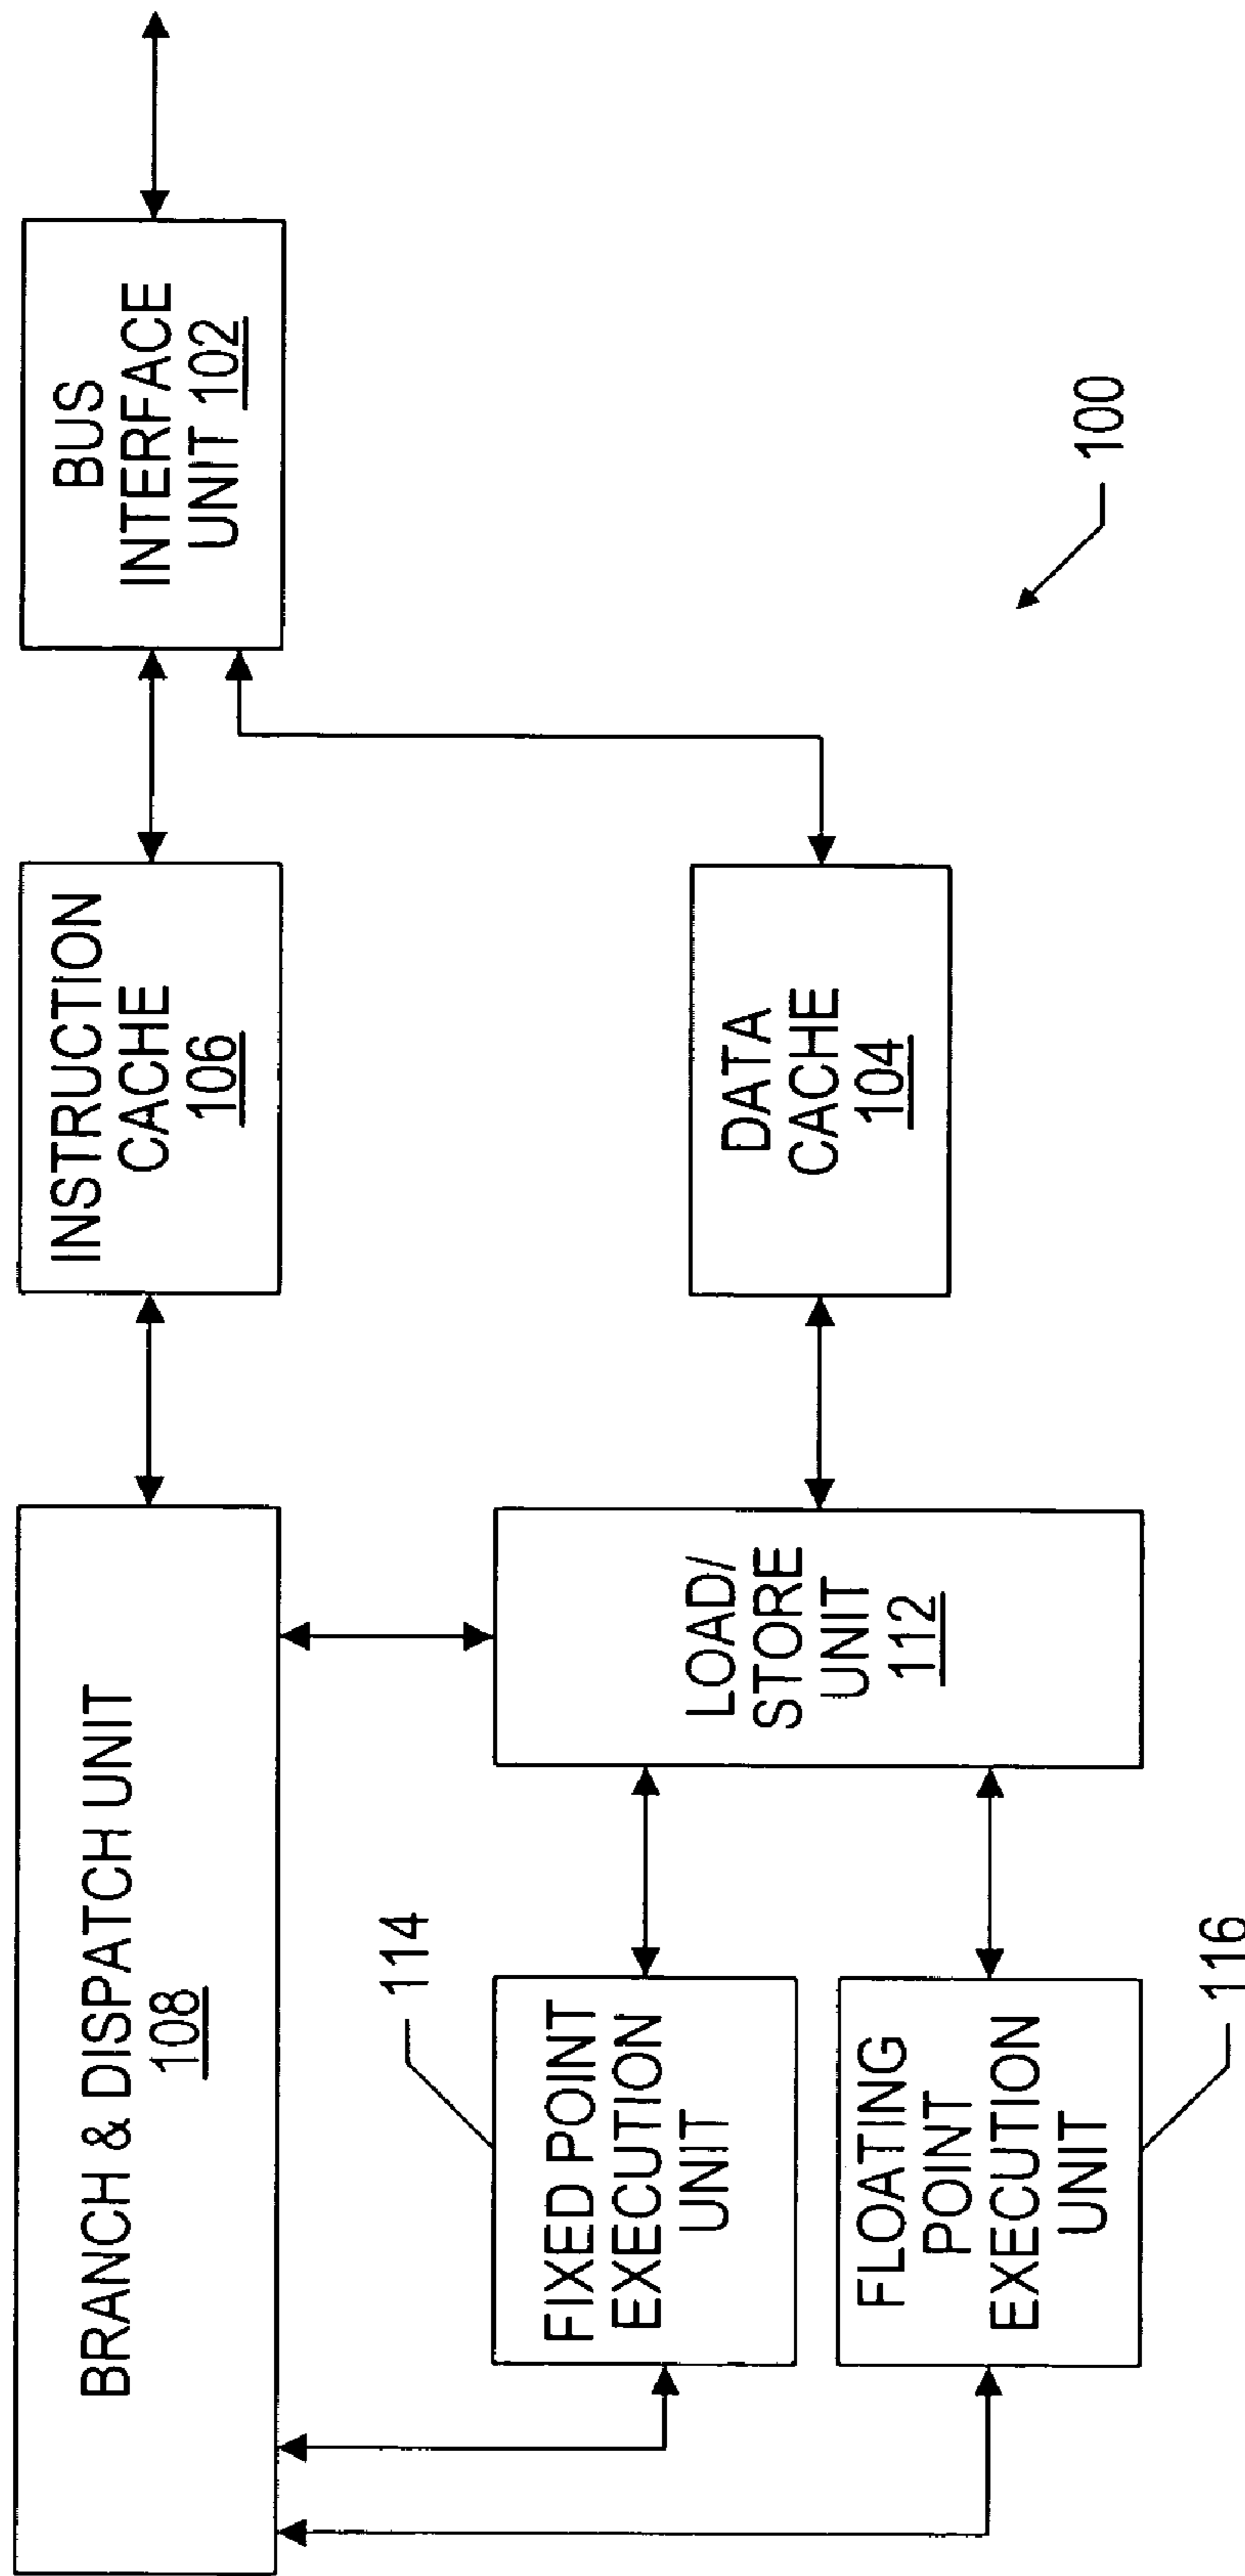 BRANCH & DISPATCH UNIT
108
INSTRUCTION
CACHE
106
BUS
INTERFACE
UNIT 102
114
FIXED POINT
EXECUTION
UNIT
LOAD/
STORE
UNIT
112
DATA
CACHE
104
FLOATING
POINT
EXECUTION
UNIT
116
100